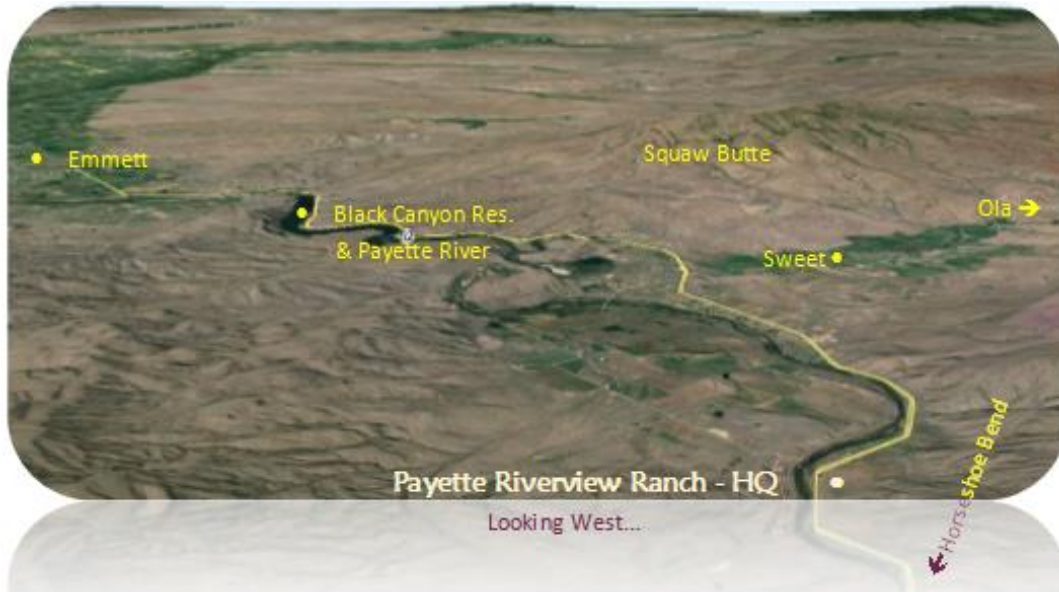 Emmett
Squaw Butte
Black Canyon Res.
& Payette River
Ola →
Sweet
Horseshoe Bend
Payette Riverview Ranch - HQ
Looking West...